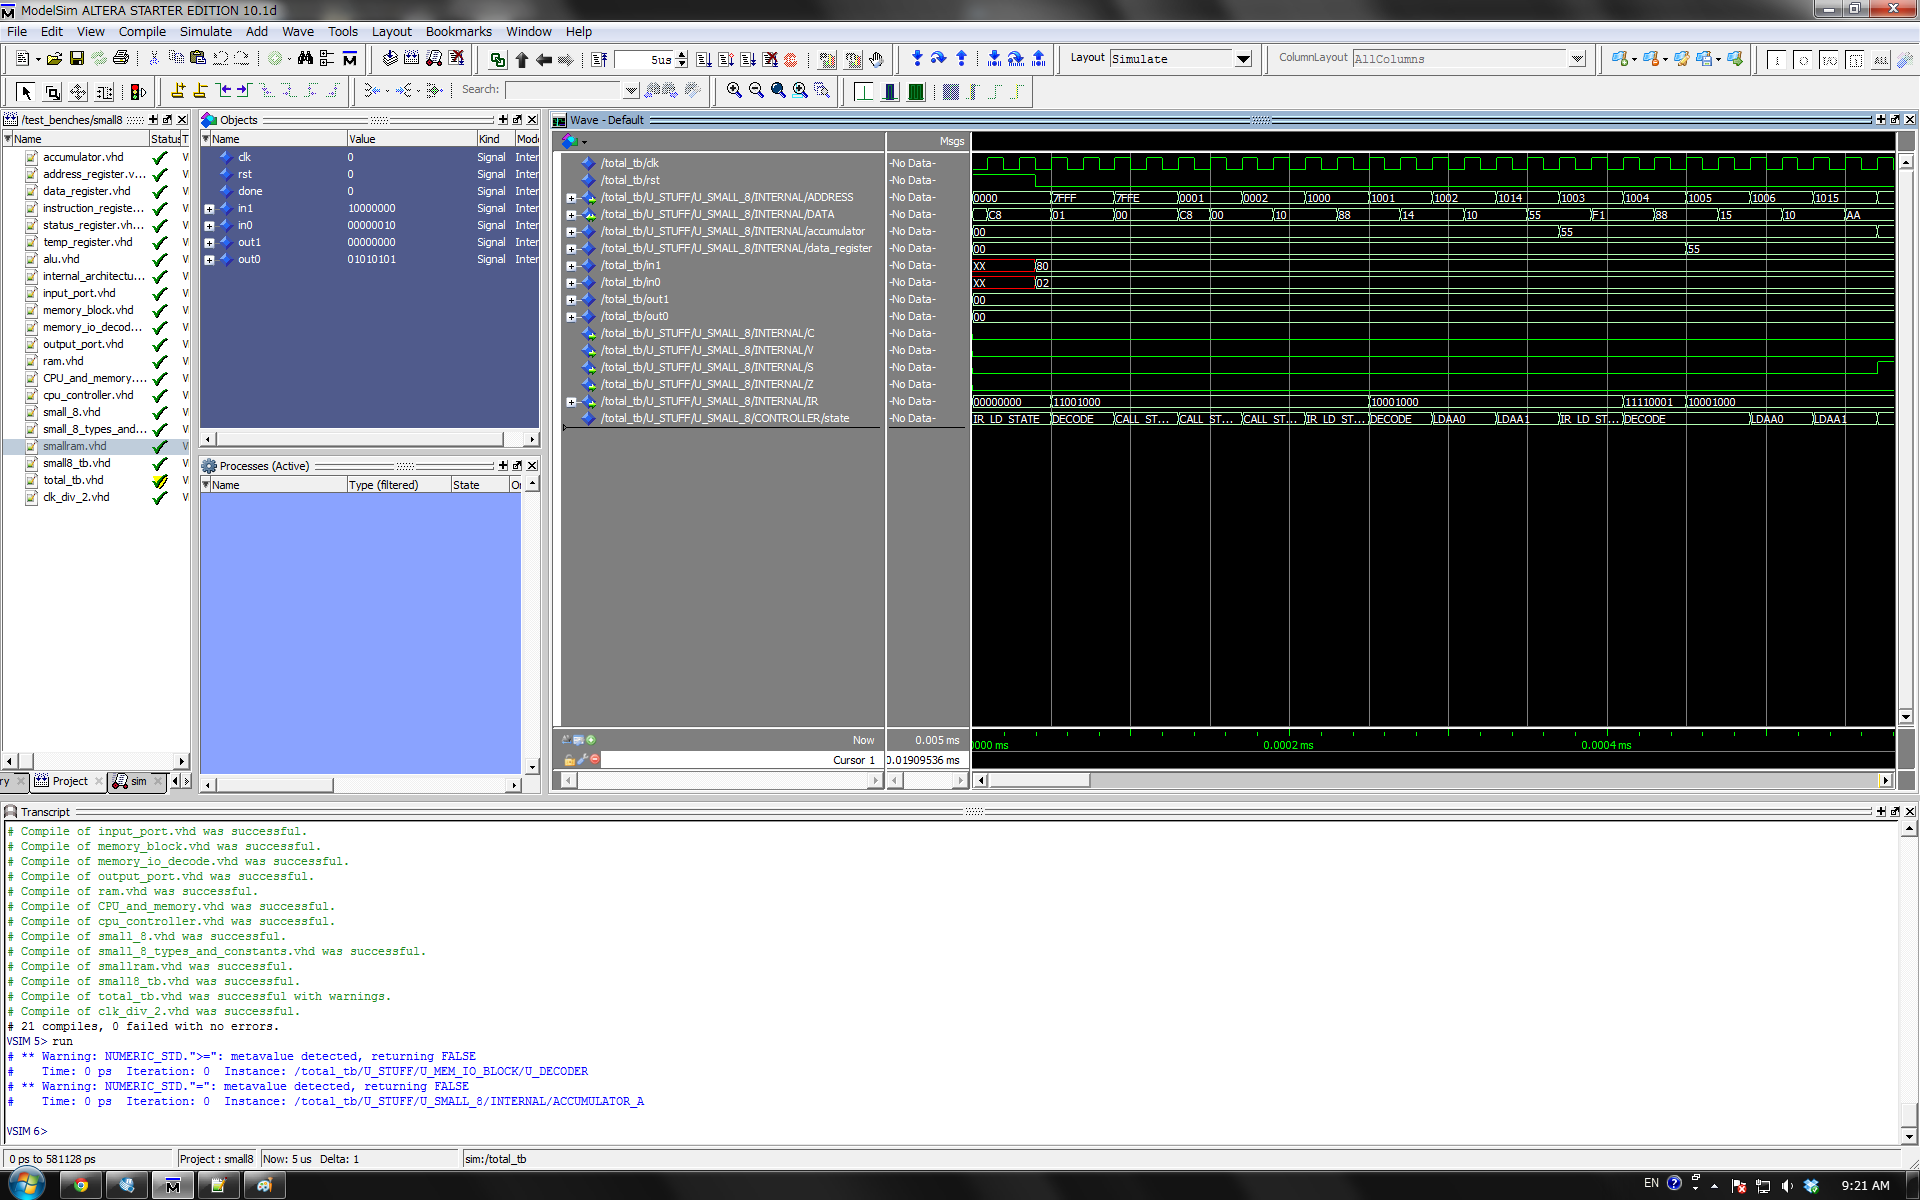 ModelSim ALTERA STARTER EDITION 10.1d
File Edit View Compile Simulate Add Wave Tools Layout Bookmarks Window Help
5us
Layout Simulate
ColumnLayout AllColumns
Search:
/test_benches/small8
Name Status T
accumulator.vhd
address_register.v...
data_register.vhd
instruction_registe...
status_register.vh...
temp_register.vhd
alu.vhd
internal_architectu...
input_port.vhd
memory_block.vhd
memory_io_decod...
output_port.vhd
ram.vhd
CPU_and_memory....
cpu_controller.vhd
small_8.vhd
small_8_types_and...
smallram.vhd
small8_tb.vhd
total_tb.vhd
clk_div_2.vhd
ry Project sim
Objects
Name Value Kind Mode
clk 0 Signal Inter
rst 0 Signal Inter
done 0 Signal Inter
in1 10000000 Signal Inter
in0 00000010 Signal Inter
out1 00000000 Signal Inter
out0 01010101 Signal Inter
Processes (Active)
Name Type (filtered) State Or
Wave - Default
Msgs
/total_tb/clk -No Data-
/total_tb/rst -No Data-
/total_tb/U_STUFF/U_SMALL_8/INTERNAL/ADDRESS -No Data- 0000 7FFF 7FFE 0001 0002 1000 1001 1002 1014 1003 1004 1005 1006 1015
/total_tb/U_STUFF/U_SMALL_8/INTERNAL/DATA -No Data- C8 01 00 C8 00 10 88 14 10 55 F1 88 15 10 AA
/total_tb/U_STUFF/U_SMALL_8/INTERNAL/accumulator -No Data- 00 55
/total_tb/U_STUFF/U_SMALL_8/INTERNAL/data_register -No Data- 00 55
/total_tb/in1 -No Data- XX 80
/total_tb/in0 -No Data- XX 02
/total_tb/out1 -No Data- 00
/total_tb/out0 -No Data- 00
/total_tb/U_STUFF/U_SMALL_8/INTERNAL/C -No Data-
/total_tb/U_STUFF/U_SMALL_8/INTERNAL/V -No Data-
/total_tb/U_STUFF/U_SMALL_8/INTERNAL/S -No Data-
/total_tb/U_STUFF/U_SMALL_8/INTERNAL/Z -No Data-
/total_tb/U_STUFF/U_SMALL_8/INTERNAL/IR -No Data- 00000000 11001000 10001000 11110001 10001000
/total_tb/U_STUFF/U_SMALL_8/CONTROLLER/state -No Data- IR_LD_STATE DECODE CALL_ST... CALL_ST... CALL_ST... IR_LD_ST... DECODE LDAA0 LDAA1 IR_LD_ST... DECODE LDAA0 LDAA1
Now 0.005 ms 000 ms 0.0002 ms 0.0004 ms
Cursor 1 0.01909536 ms
Transcript
# Compile of input_port.vhd was successful.
# Compile of memory_block.vhd was successful.
# Compile of memory_io_decode.vhd was successful.
# Compile of output_port.vhd was successful.
# Compile of ram.vhd was successful.
# Compile of CPU_and_memory.vhd was successful.
# Compile of cpu_controller.vhd was successful.
# Compile of small_8.vhd was successful.
# Compile of small_8_types_and_constants.vhd was successful.
# Compile of smallram.vhd was successful.
# Compile of small8_tb.vhd was successful.
# Compile of total_tb.vhd was successful with warnings.
# Compile of clk_div_2.vhd was successful.
# 21 compiles, 0 failed with no errors.
VSIM 5> run
# ** Warning: NUMERIC_STD.">=": metavalue detected, returning FALSE
# Time: 0 ps Iteration: 0 Instance: /total_tb/U_STUFF/U_MEM_IO_BLOCK/U_DECODER
# ** Warning: NUMERIC_STD."=": metavalue detected, returning FALSE
# Time: 0 ps Iteration: 0 Instance: /total_tb/U_STUFF/U_SMALL_8/INTERNAL/ACCUMULATOR_A
VSIM 6>
0 ps to 581128 ps Project : small8 Now: 5 us Delta: 1 sim:/total_tb
EN 9:21 AM